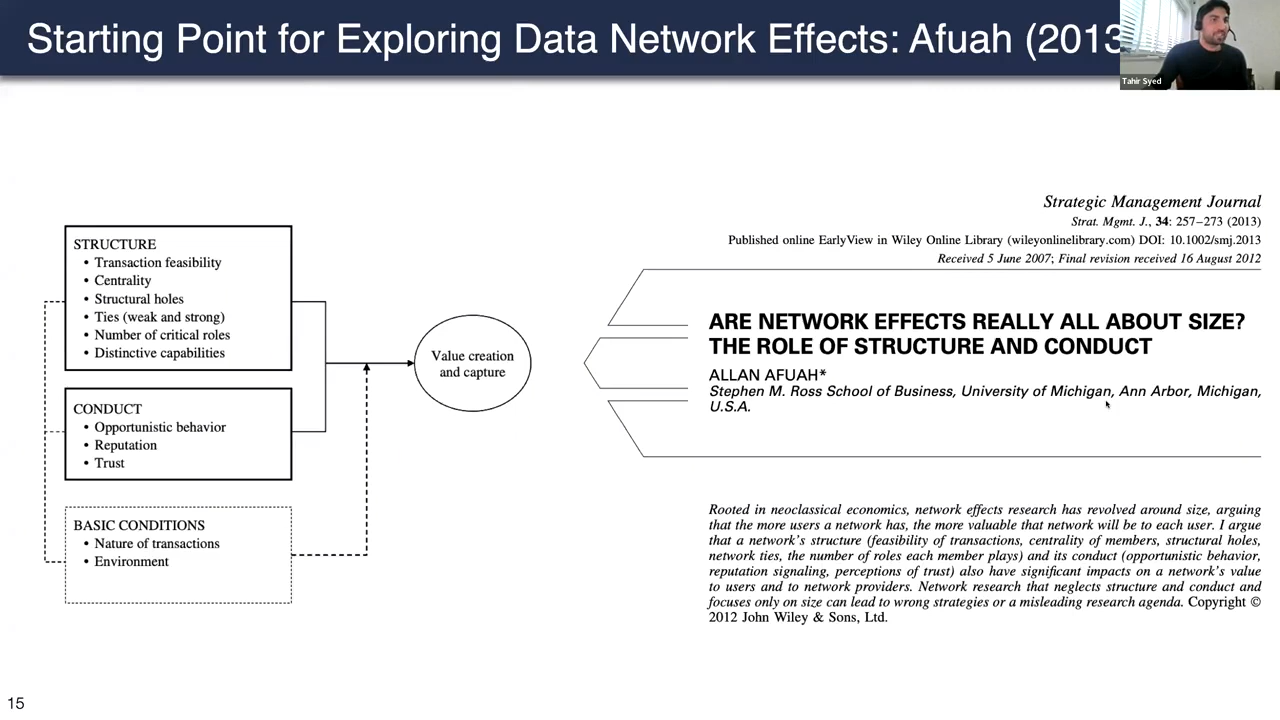 Starting Point for Exploring Data Network Effects: Afuah (2013
Tahir Syed
STRUCTURE
• Transaction feasibility
• Centrality
• Structural holes
• Ties (weak and strong)
• Number of critical roles
• Distinctive capabilities
CONDUCT
• Opportunistic behavior
• Reputation
• Trust
BASIC CONDITIONS
• Nature of transactions
• Environment
Value creation
and capture
Strategic Management Journal
Strat. Mgmt. J., 34: 257–273 (2013)
Published online EarlyView in Wiley Online Library (wileyonlinelibrary.com) DOI: 10.1002/smj.2013
Received 5 June 2007; Final revision received 16 August 2012
ARE NETWORK EFFECTS REALLY ALL ABOUT SIZE?
THE ROLE OF STRUCTURE AND CONDUCT
ALLAN AFUAH*
Stephen M. Ross School of Business, University of Michigan, Ann Arbor, Michigan,
U.S.A.
Rooted in neoclassical economics, network effects research has revolved around size, arguing
that the more users a network has, the more valuable that network will be to each user. I argue
that a network's structure (feasibility of transactions, centrality of members, structural holes,
network ties, the number of roles each member plays) and its conduct (opportunistic behavior,
reputation signaling, perceptions of trust) also have significant impacts on a network's value
to users and to network providers. Network research that neglects structure and conduct and
focuses only on size can lead to wrong strategies or a misleading research agenda. Copyright ©
2012 John Wiley & Sons, Ltd.
15